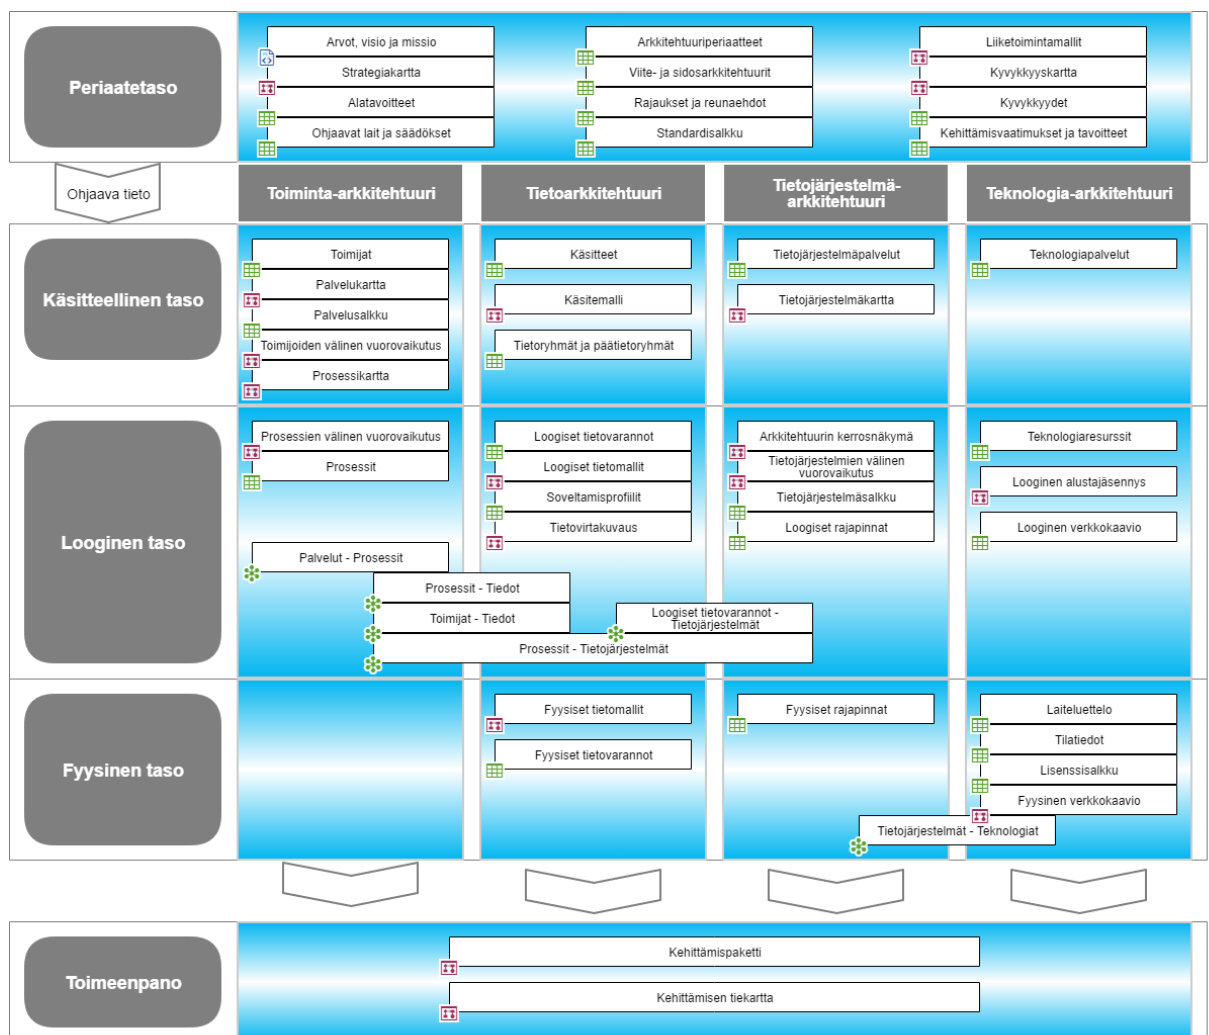 Periaatetaso
Arvot, visio ja missio
Strategiakartta
Alatavoitteet
Ohjaavat lait ja säädökset
Arkkitehtuuriperiaatteet
Viite- ja sidosarkkitehtuurit
Rajaukset ja reunaehdot
Standardisalkku
Liiketoimintamallit
Kyvykkyyskartta
Kyvykkyydet
Kehittämisvaatimukset ja tavoitteet
Ohjaava tieto
Toiminta-arkkitehtuuri
Tietoarkkitehtuuri
Tietojärjestelmä-
arkkitehtuuri
Teknologia-arkkitehtuuri
Käsitteellinen taso
Toimijat
Palvelukartta
Palvelusalkku
Toimijoiden välinen vuorovaikutus
Prosessikartta
Käsitteet
Käsitemalli
Tietoryhmät ja päätietoryhmät
Tietojärjestelmäpalvelut
Tietojärjestelmäkartta
Teknologiapalvelut
Looginen taso
Prosessien välinen vuorovaikutus
Prosessit
Palvelut - Prosessit
Loogiset tietovarannot
Loogiset tietomallit
Soveltamisprofiilit
Tietovirtakuvaus
Arkkitehtuurin kerrosnäkymä
Tietojärjestelmien välinen
vuorovaikutus
Tietojärjestelmäsalkku
Loogiset rajapinnat
Teknologiaresurssit
Looginen alustajäsennys
Looginen verkkokaavio
Prosessit - Tiedot
Toimijat - Tiedot
Loogiset tietovarannot -
Tietojärjestelmät
Prosessit - Tietojärjestelmät
Fyysinen taso
Fyysiset tietomallit
Fyysiset tietovarannot
Fyysiset rajapinnat
Laiteluettelo
Tilatiedot
Lisenssisalkku
Fyysinen verkkokaavio
Tietojärjestelmät - Teknologiat
Toimeenpano
Kehittämispaketti
Kehittämisen tiekartta